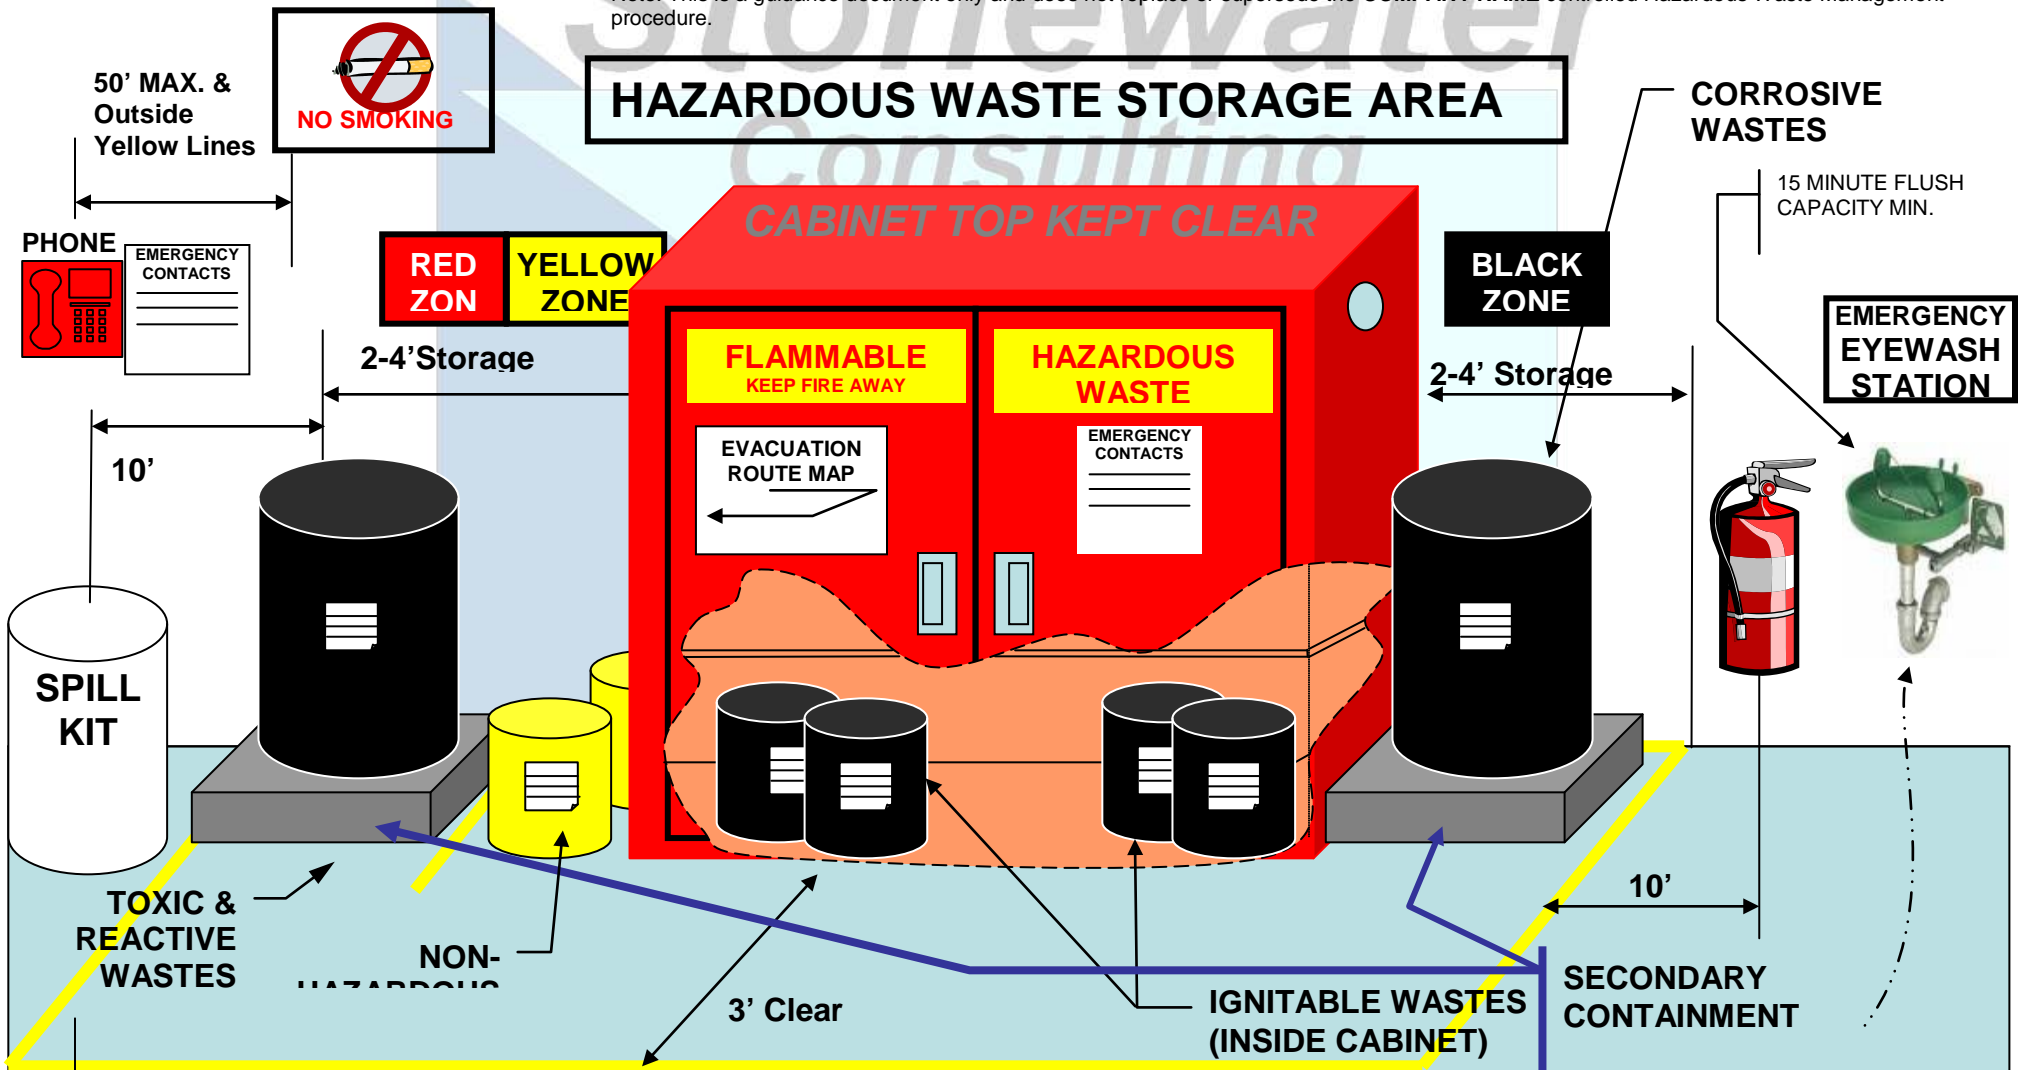 procedure.
Stonewater
Consulting
50' MAX. &
Outside
Yellow Lines
NO SMOKING
HAZARDOUS WASTE STORAGE AREA
CORROSIVE
WASTES
15 MINUTE FLUSH
CAPACITY MIN.
PHONE
EMERGENCY
CONTACTS
RED
ZON
YELLOW
ZONE
CABINET TOP KEPT CLEAR
BLACK
ZONE
EMERGENCY
EYEWASH
STATION
2-4'Storage
FLAMMABLE
KEEP FIRE AWAY
HAZARDOUS
WASTE
2-4' Storage
10'
EVACUATION
ROUTE MAP
EMERGENCY
CONTACTS
SPILL
KIT
TOXIC &
REACTIVE
WASTES
NON-
HAZARDOUS
3' Clear
IGNITABLE WASTES
(INSIDE CABINET)
10'
SECONDARY
CONTAINMENT